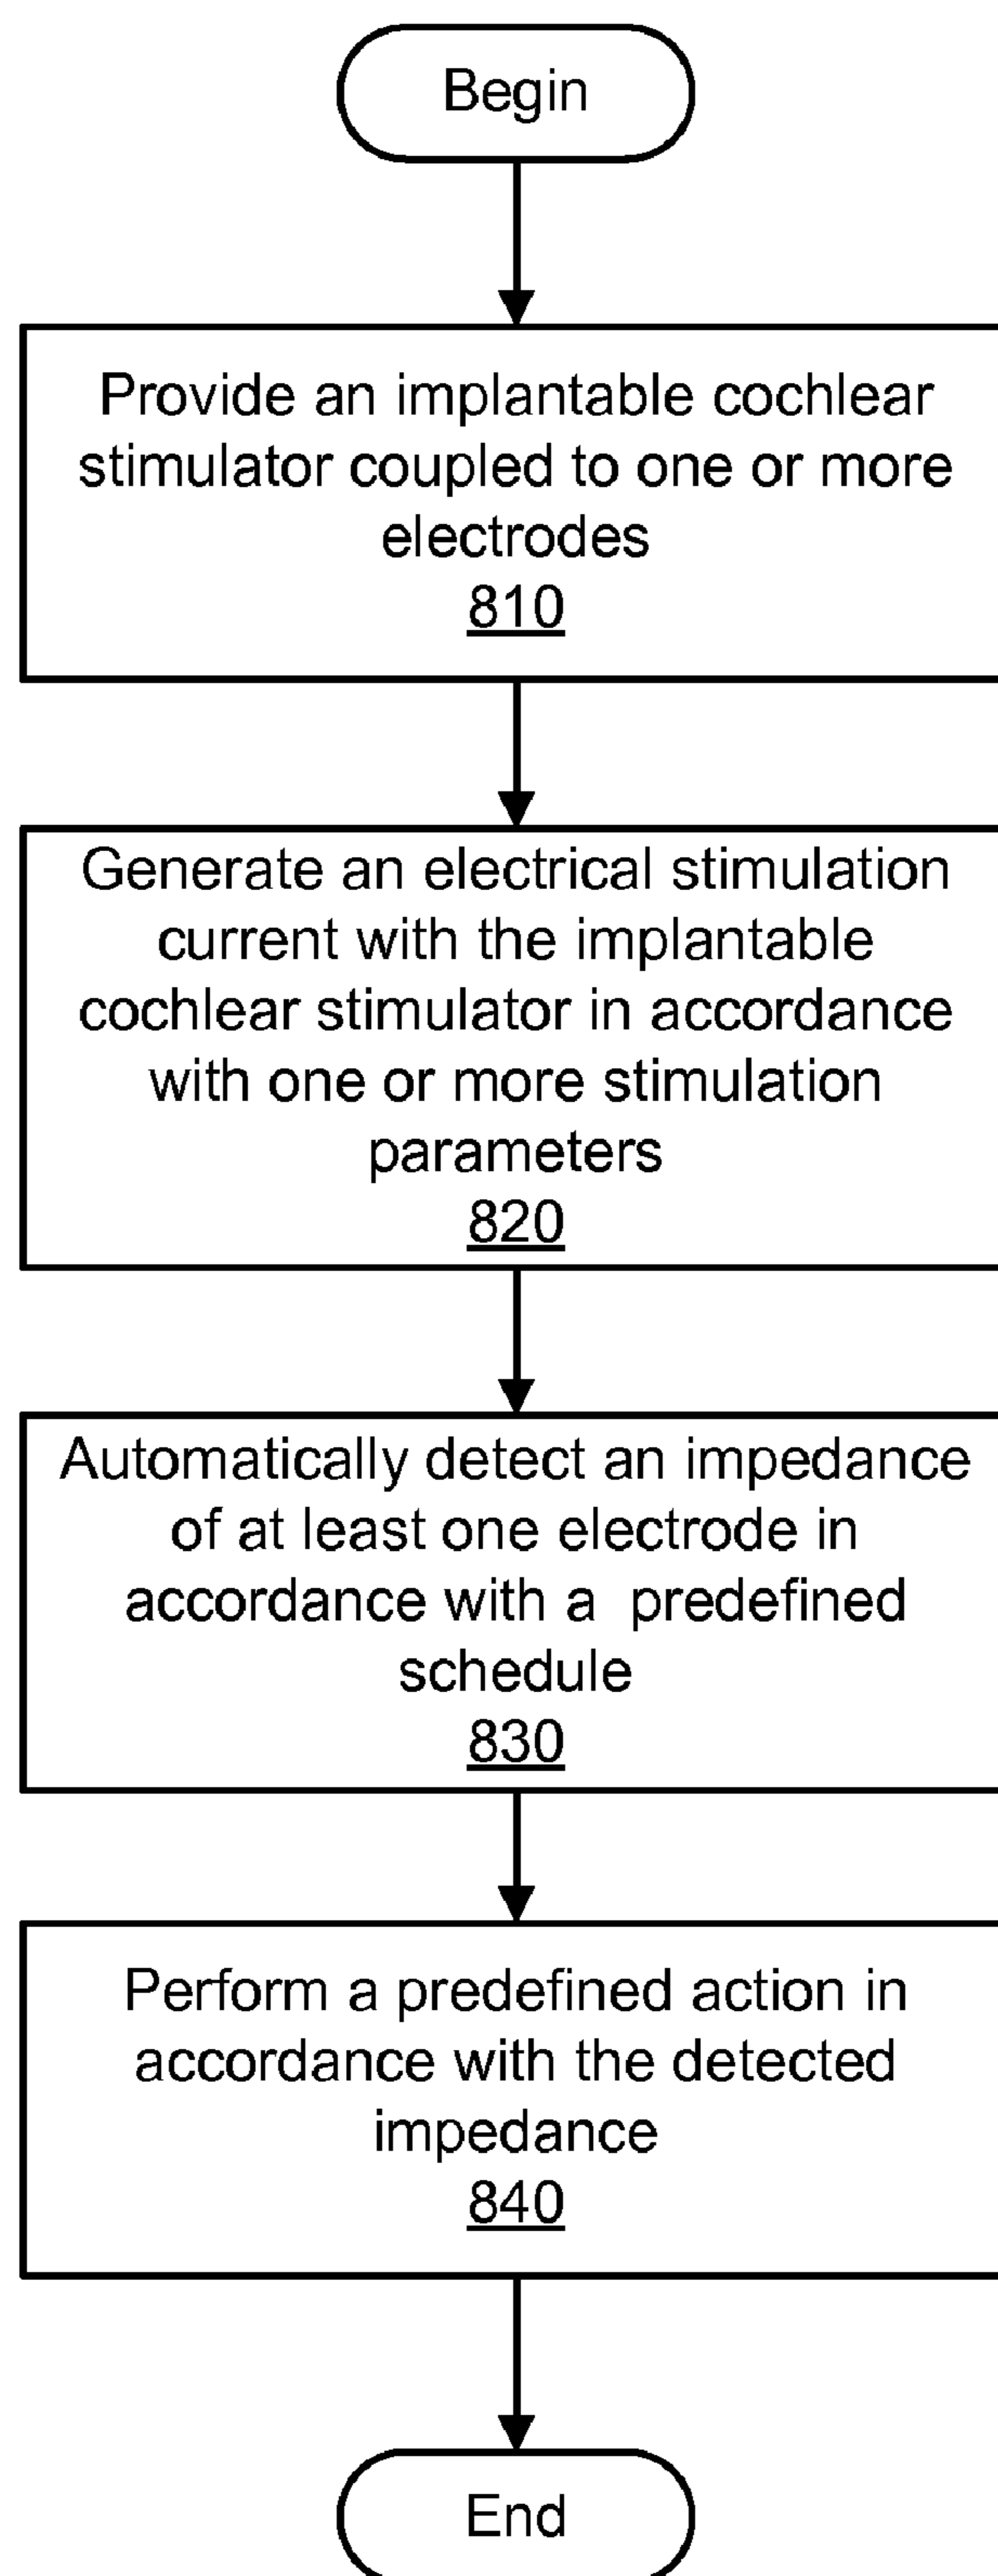 Begin
Provide an implantable cochlear
stimulator coupled to one or more
electrodes
810
Generate an electrical stimulation
current with the implantable
cochlear stimulator in accordance
with one or more stimulation
parameters
820
Automatically detect an impedance
of at least one electrode in
accordance with a  predefined
schedule
830
Perform a predefined action in
accordance with the detected
impedance
840
End